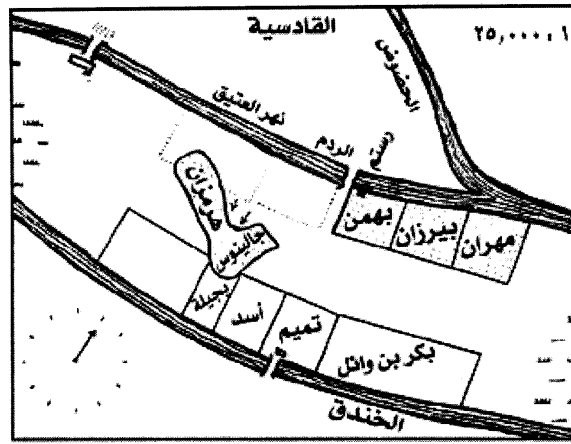 القادسية
١ : ٢٥,٠٠٠
الحضوض
نهر العتيق
الردم
رستم
هرمزان
جالينوس
بهمن
بيرزان
مهران
بجيلة
أسد
تميم
بكر بن وائل
الخندق